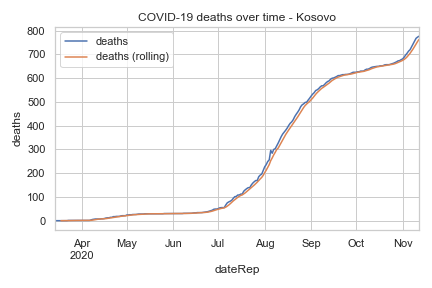 COVID-19 deaths over time - Kosovo
deaths
deaths (rolling)
800
700
600
500
400
300
200
100
0
deaths
Apr May Jun Jul Aug Sep Oct Nov
2020
dateRep